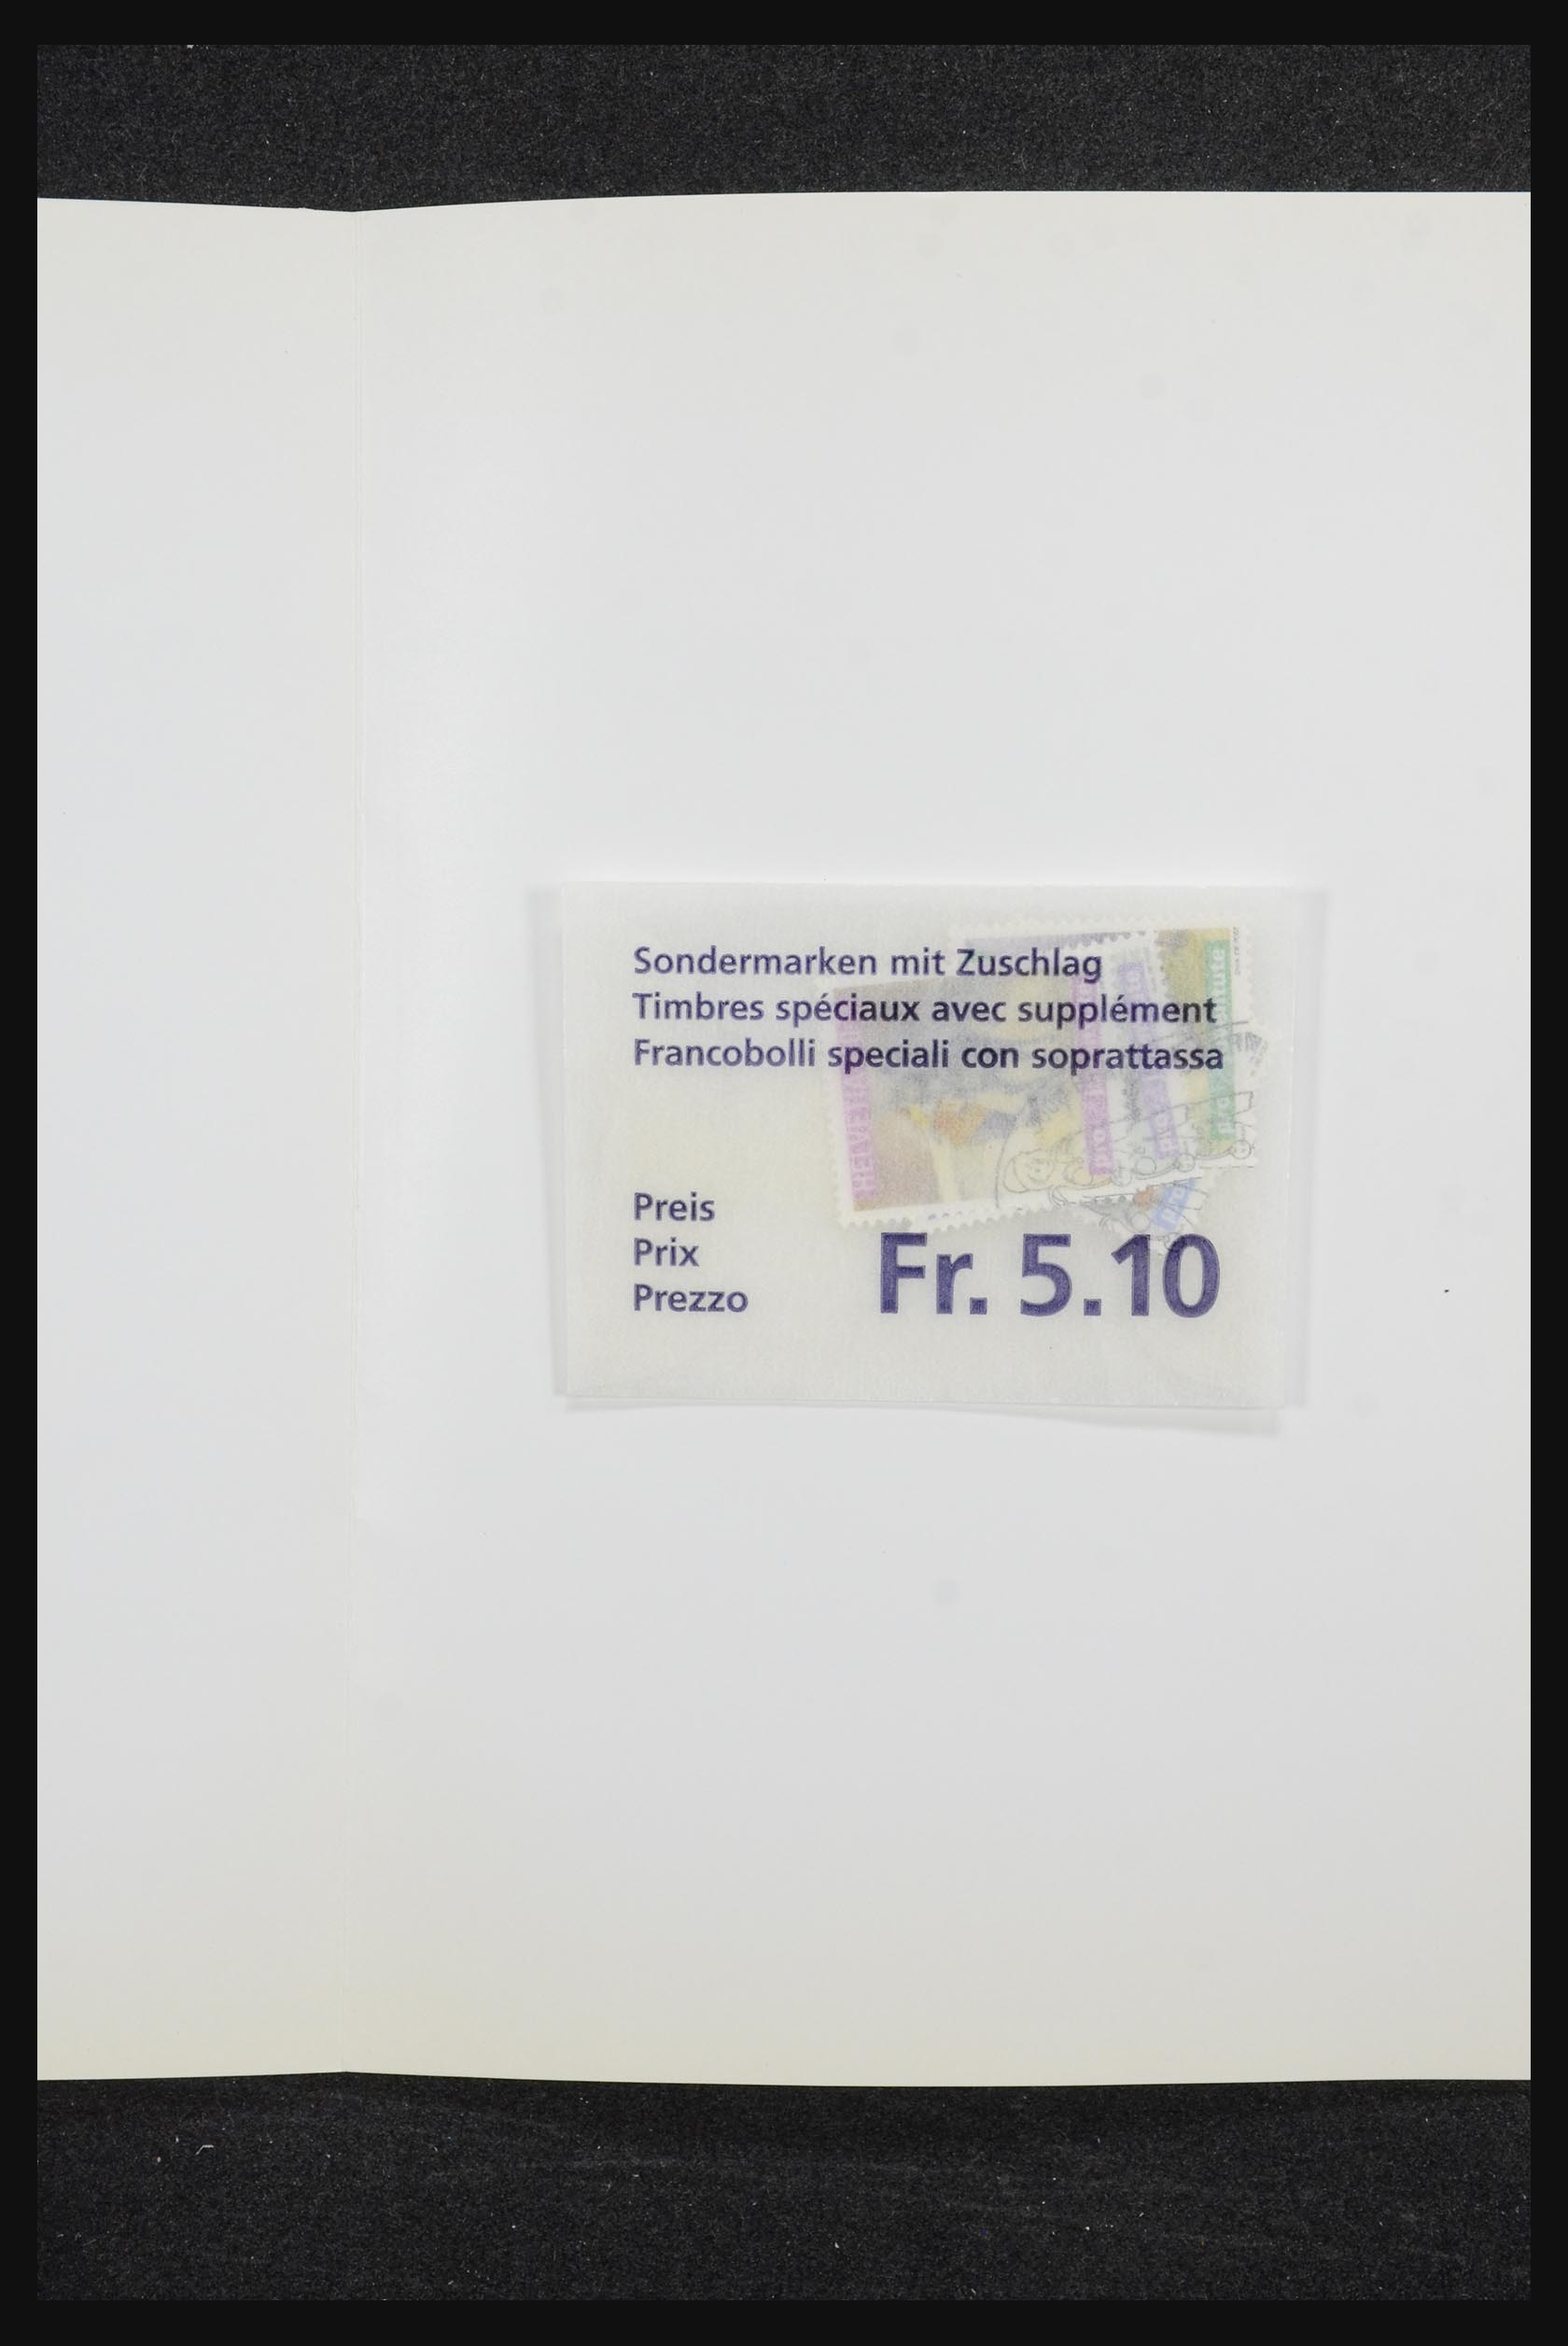 Sondermarken mit Zuschlag
Timbres spéciaux avec supplément
Francobolli speciali con soprattassa
Preis
Prix
Prezzo
Fr. 5.10